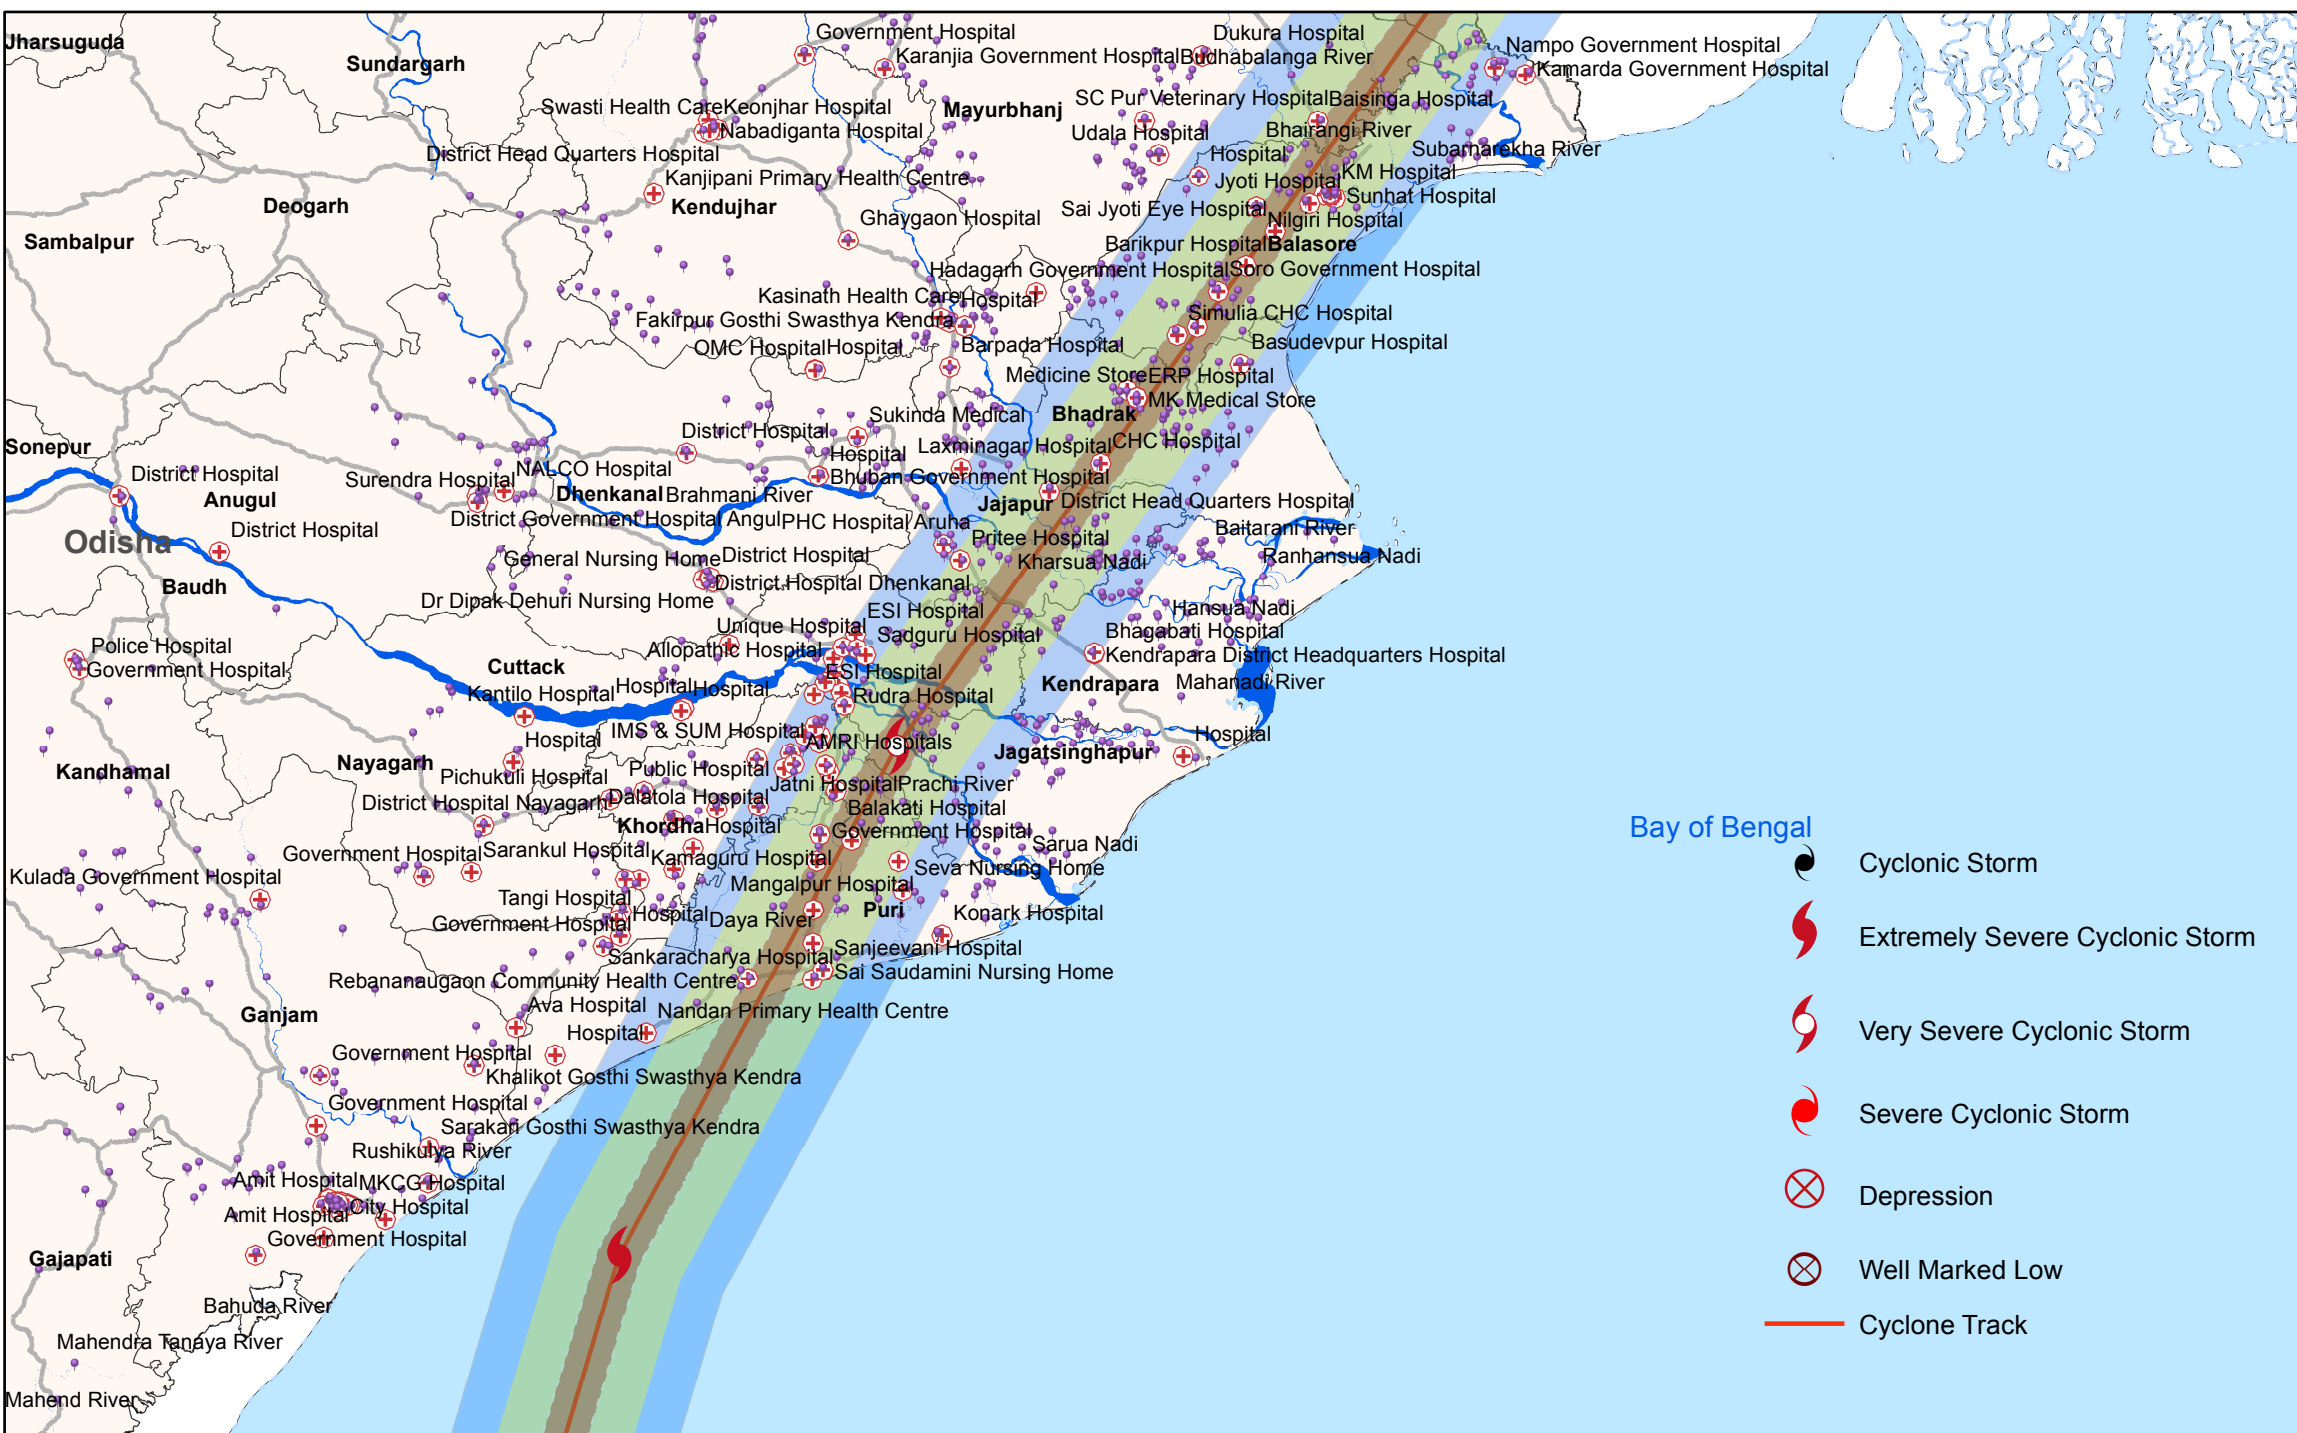 Jharsuguda
Sundargarh
Government Hospital
Karanjia Government Hospital
Dukura Hospital
Budhabalanga River
Nampo Government Hospital
Kamarda Government Hospital
Swasti Health Care
Keonjhar Hospital
Mayurbhanj
SC Pur Veterinary Hospital
Baisinga Hospital
Nabadiganta Hospital
Udala Hospital
Bhairangi River
District Head Quarters Hospital
Hospital
Subarnarekha River
Kanjipani Primary Health Centre
Jyoti Hospital
KM Hospital
Deogarh
Kendujhar
Sunhat Hospital
Ghaygaon Hospital
Sai Jyoti Eye Hospital
Nilgiri Hospital
Sambalpur
Barikpur Hospital
Balasore
Hadagarh Government Hospital
Soro Government Hospital
Kasinath Health Care
Hospital
Fakirpur Gosthi Swasthya Kendra
Simulia CHC Hospital
OMC Hospital
Hospital
Barpada Hospital
Basudevpur Hospital
Medicine Store
ERP Hospital
MK Medical Store
Sukinda Medical
Bhadrak
District Hospital
Sonepur
Hospital
Laxminagar Hospital
CHC Hospital
District Hospital
Surendra Hospital
NALCO Hospital
Bhuban Government Hospital
Anugul
Dhenkanal
Brahmani River
Jajapur
District Head Quarters Hospital
District Hospital
District Government Hospital Angul
PHC Hospital Aruha
Baitarani River
Odisha
Pritee Hospital
General Nursing Home
District Hospital
Kharsua Nadi
Ranhansua Nadi
Baudh
District Hospital Dhenkanal
Dr Dipak Dehuri Nursing Home
ESI Hospital
Hansua Nadi
Unique Hospital
Sadguru Hospital
Bhagabati Hospital
Police Hospital
Allopathic Hospital
Kendrapara District Headquarters Hospital
Government Hospital
Cuttack
ESI Hospital
Kantilo Hospital
Hospital
Hospital
Rudra Hospital
Kendrapara
Mahanadi River
IMS & SUM Hospital
Hospital
AMRI Hospitals
Hospital
Kandhamal
Nayagarh
Pichukuli Hospital
Public Hospital
Jagatsinghapur
Jatni Hospital
Prachi River
District Hospital Nayagarh
Dalatola Hospital
Balakati Hospital
Khordha
Hospital
Government Hospital
Bay of Bengal
Government Hospital
Sarankul Hospital
Kamaguru Hospital
Sarua Nadi
Seva Nursing Home
Cyclonic Storm
Kulada Government Hospital
Mangalpur Hospital
Tangi Hospital
Hospital
Puri
Konark Hospital
Government Hospital
Daya River
Extremely Severe Cyclonic Storm
Sankaracharya Hospital
Sanjeevani Hospital
Rebananaugaon Community Health Centre
Sai Saudamini Nursing Home
Ganjam
Ava Hospital
Nandan Primary Health Centre
Hospital
Very Severe Cyclonic Storm
Government Hospital
Khalikot Gosthi Swasthya Kendra
Government Hospital
Severe Cyclonic Storm
Sarakari Gosthi Swasthya Kendra
Rushikulya River
Amit Hospital
MKCG Hospital
Depression
City Hospital
Amit Hospital
Government Hospital
Gajapati
Well Marked Low
Bahuda River
Cyclone Track
Mahendra Tanaya River
Mahend River